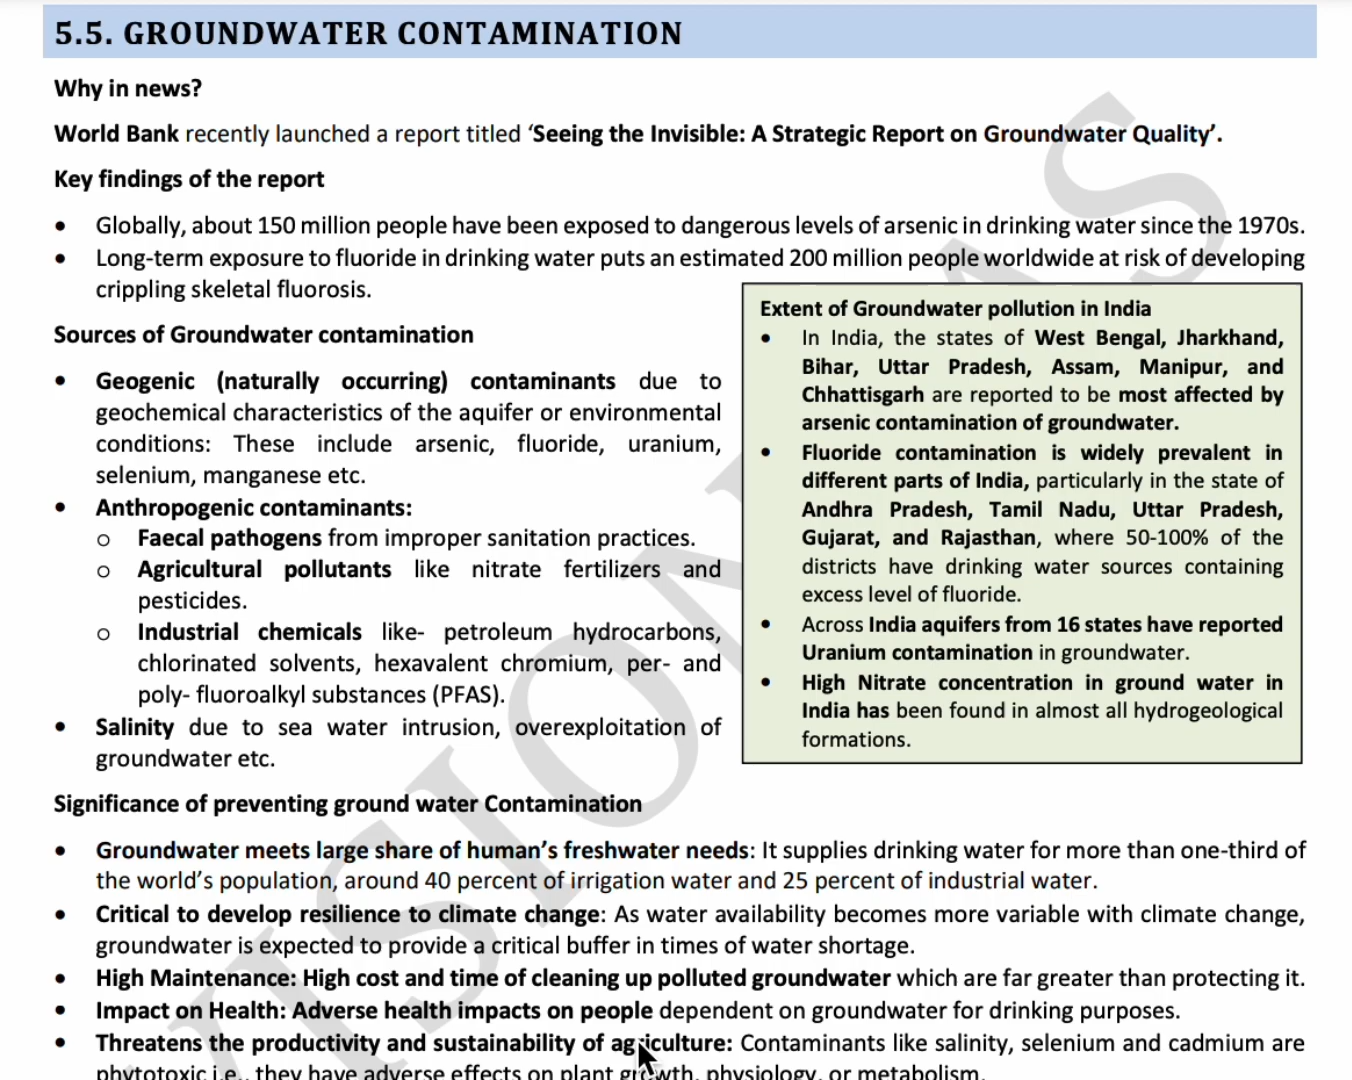 5.5. GROUNDWATER CONTAMINATION
Why in news?
World Bank recently launched a report titled ‘Seeing the Invisible: A Strategic Report on Groundwater Quality’.
Key findings of the report
• Globally, about 150 million people have been exposed to dangerous levels of arsenic in drinking water since the 1970s.
• Long-term exposure to fluoride in drinking water puts an estimated 200 million people worldwide at risk of developing
crippling skeletal fluorosis.
Sources of Groundwater contamination
• Geogenic (naturally occurring) contaminants due to
geochemical characteristics of the aquifer or environmental
conditions: These include arsenic, fluoride, uranium,
selenium, manganese etc.
• Anthropogenic contaminants:
o Faecal pathogens from improper sanitation practices.
o Agricultural pollutants like nitrate fertilizers and
pesticides.
o Industrial chemicals like- petroleum hydrocarbons,
chlorinated solvents, hexavalent chromium, per- and
poly- fluoroalkyl substances (PFAS).
• Salinity due to sea water intrusion, overexploitation of
groundwater etc.
Extent of Groundwater pollution in India
• In India, the states of West Bengal, Jharkhand,
Bihar, Uttar Pradesh, Assam, Manipur, and
Chhattisgarh are reported to be most affected by
arsenic contamination of groundwater.
• Fluoride contamination is widely prevalent in
different parts of India, particularly in the state of
Andhra Pradesh, Tamil Nadu, Uttar Pradesh,
Gujarat, and Rajasthan, where 50-100% of the
districts have drinking water sources containing
excess level of fluoride.
• Across India aquifers from 16 states have reported
Uranium contamination in groundwater.
• High Nitrate concentration in ground water in
India has been found in almost all hydrogeological
formations.
Significance of preventing ground water Contamination
• Groundwater meets large share of human’s freshwater needs: It supplies drinking water for more than one-third of
the world’s population, around 40 percent of irrigation water and 25 percent of industrial water.
• Critical to develop resilience to climate change: As water availability becomes more variable with climate change,
groundwater is expected to provide a critical buffer in times of water shortage.
• High Maintenance: High cost and time of cleaning up polluted groundwater which are far greater than protecting it.
• Impact on Health: Adverse health impacts on people dependent on groundwater for drinking purposes.
• Threatens the productivity and sustainability of agriculture: Contaminants like salinity, selenium and cadmium are
phytotoxic i.e., they have adverse effects on plant growth, physiology, or metabolism.
VISION AS